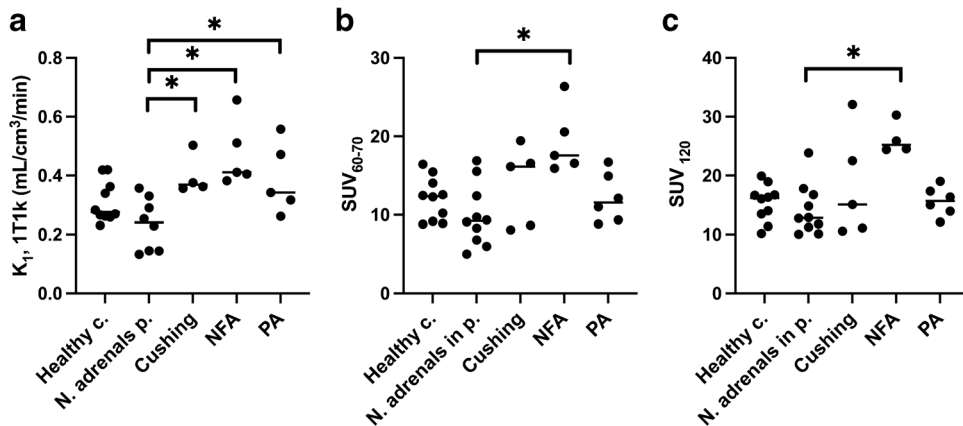 a
K1, 1T1k (mL/cm³/min)
0.8
0.6
0.4
0.2
0.0
*
*
*
Healthy c.
N. adrenals p.
Cushing
NFA
PA
b
SUV60-70
30
20
10
0
*
Healthy c.
N. adrenals in p.
Cushing
NFA
PA
c
SUV120
40
30
20
10
0
*
Healthy c.
N. adrenals in p.
Cushing
NFA
PA